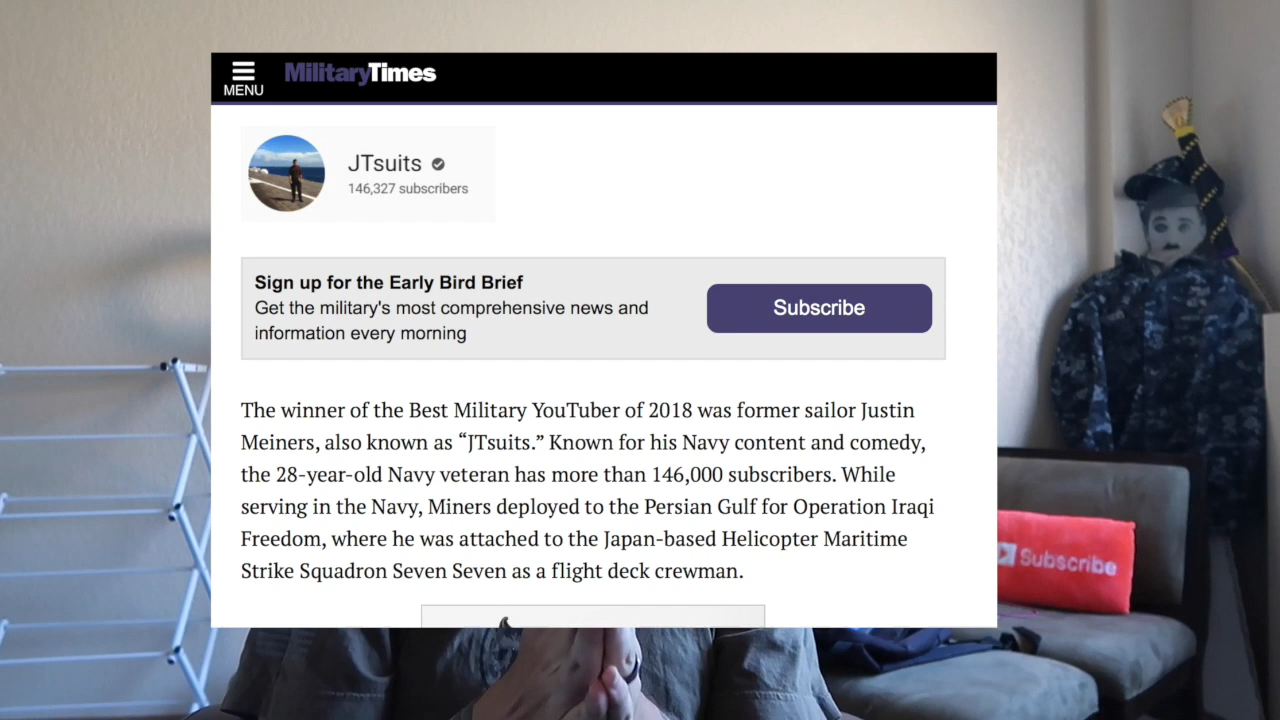 MENU
MilitaryTimes
JTsuits
146,327 subscribers
Sign up for the Early Bird Brief
Get the military's most comprehensive news and
information every morning
Subscribe
The winner of the Best Military YouTuber of 2018 was former sailor Justin
Meiners, also known as “JTsuits.” Known for his Navy content and comedy,
the 28-year-old Navy veteran has more than 146,000 subscribers. While
serving in the Navy, Miners deployed to the Persian Gulf for Operation Iraqi
Freedom, where he was attached to the Japan-based Helicopter Maritime
Strike Squadron Seven Seven as a flight deck crewman.
Subscribe